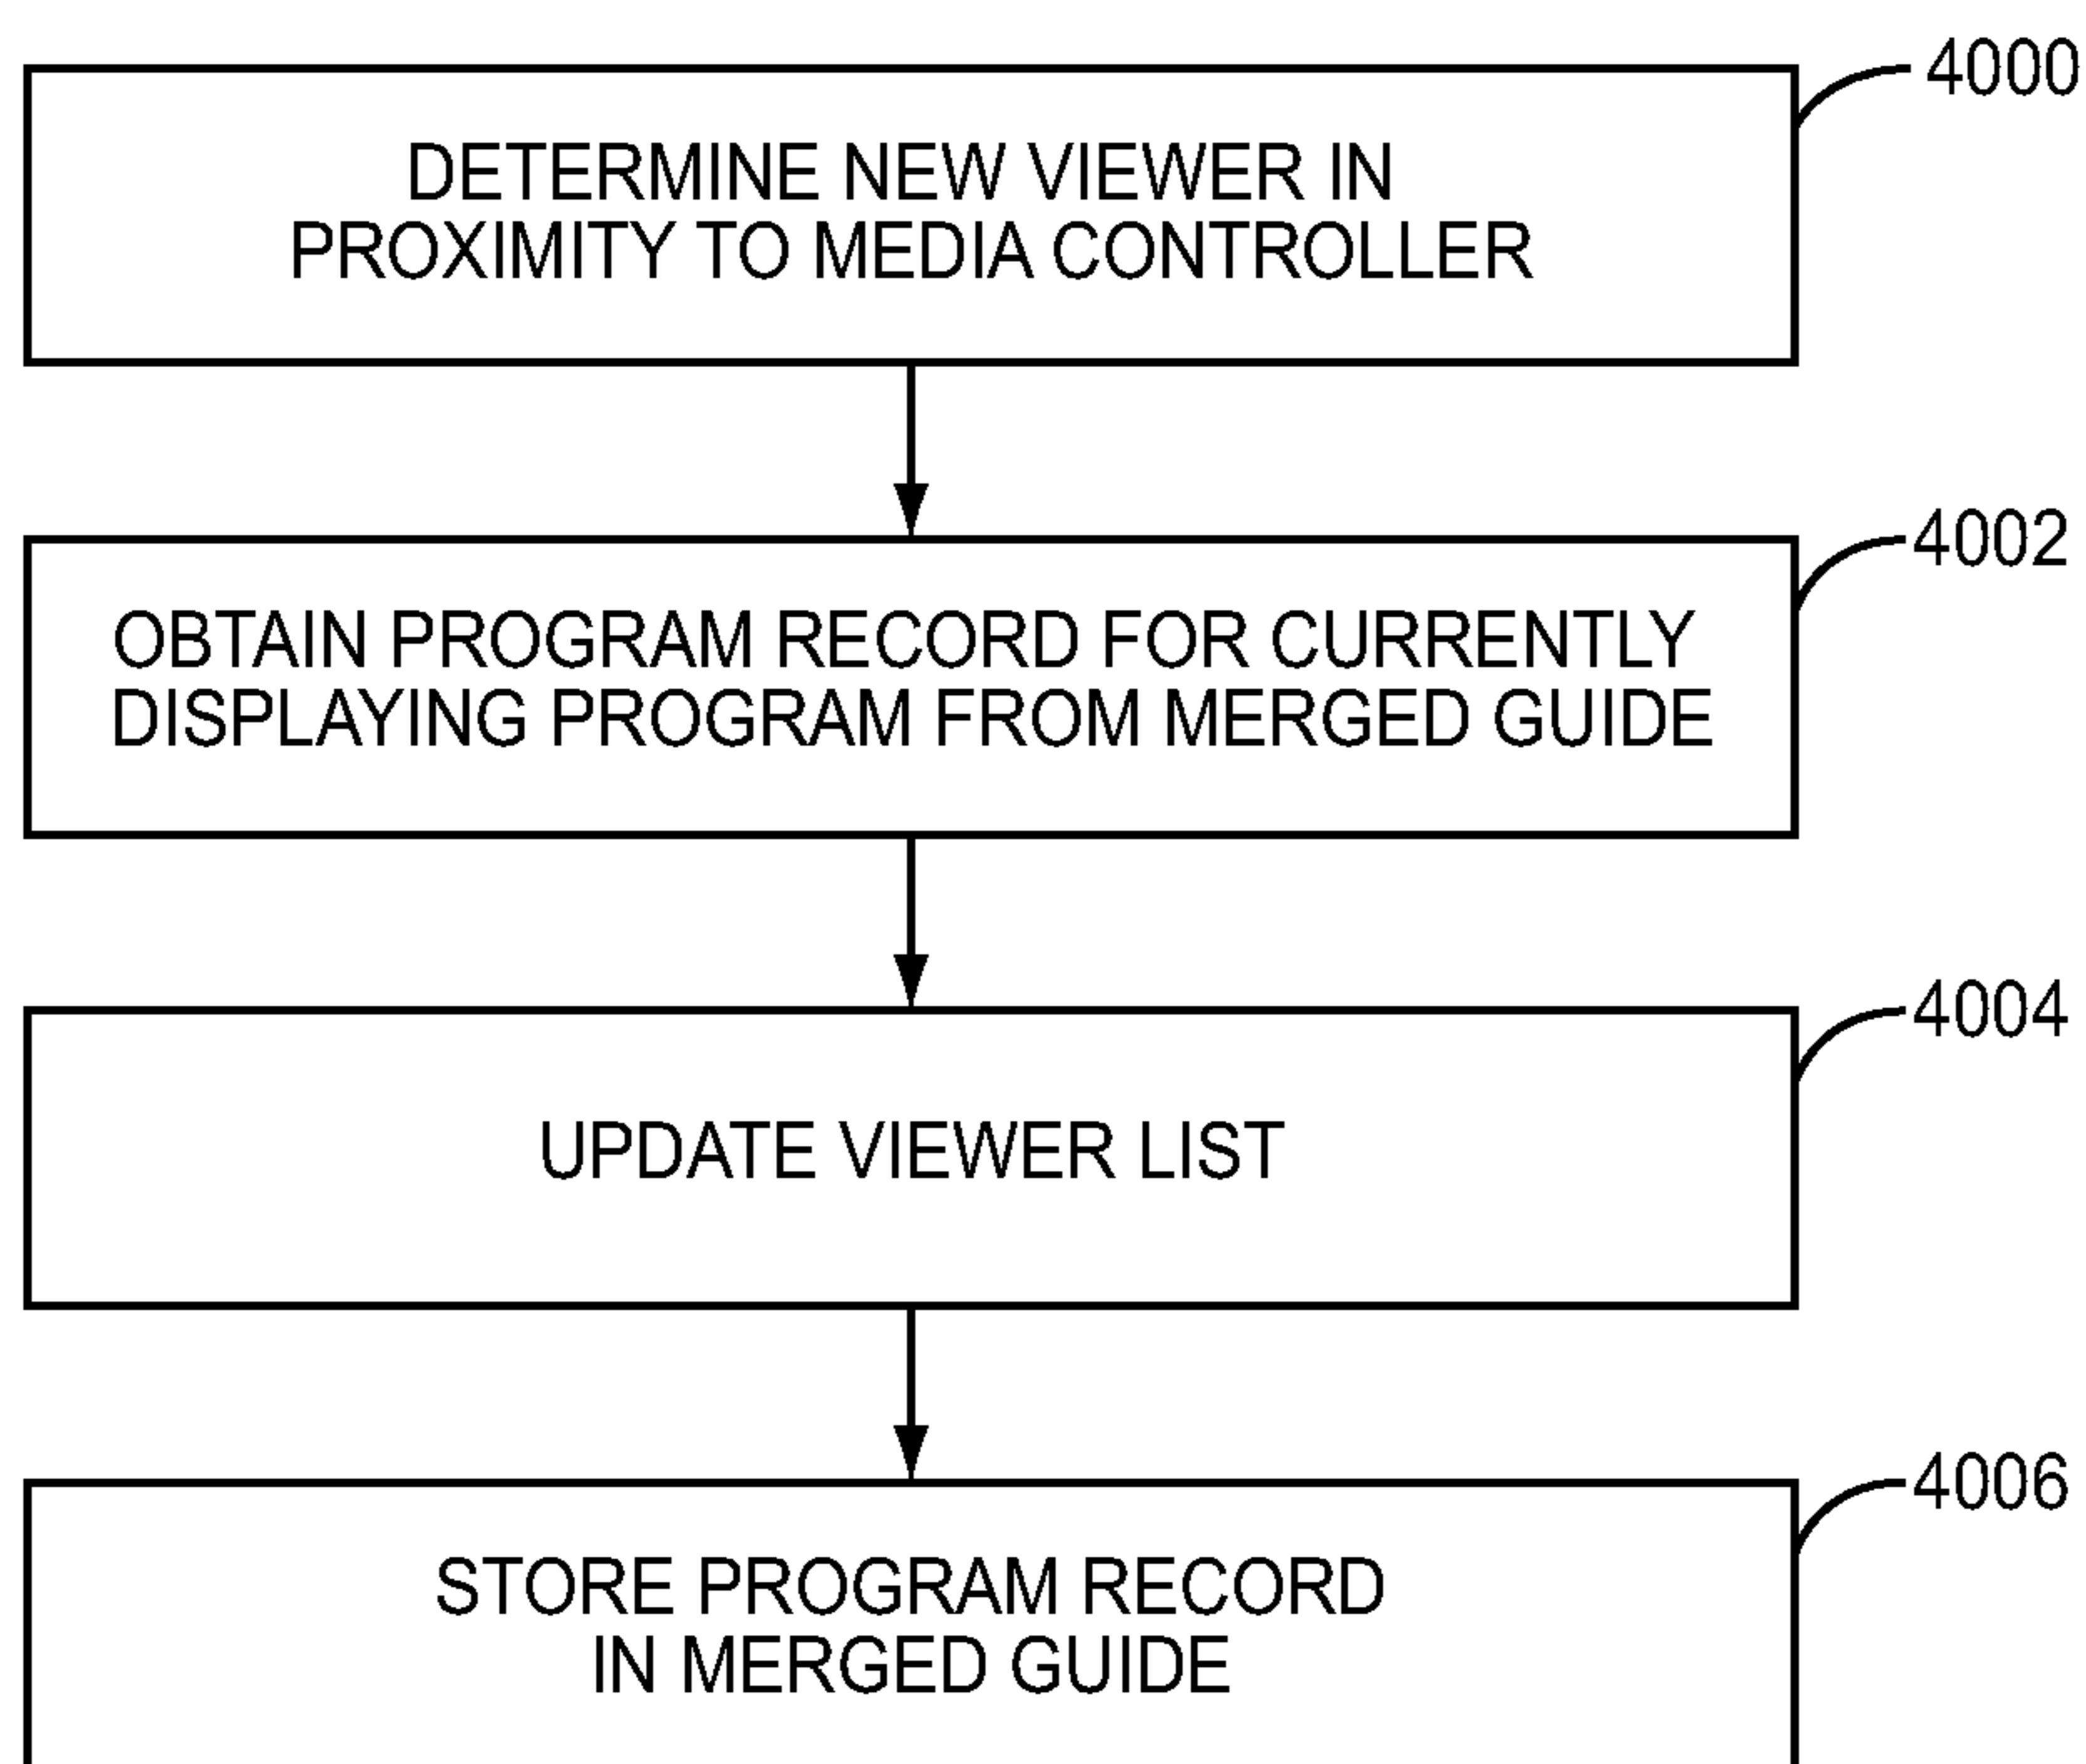 4000
DETERMINE NEW VIEWER IN
PROXIMITY TO MEDIA CONTROLLER
4002
OBTAIN PROGRAM RECORD FOR CURRENTLY
DISPLAYING PROGRAM FROM MERGED GUIDE
4004
UPDATE VIEWER LIST
4006
STORE PROGRAM RECORD
IN MERGED GUIDE